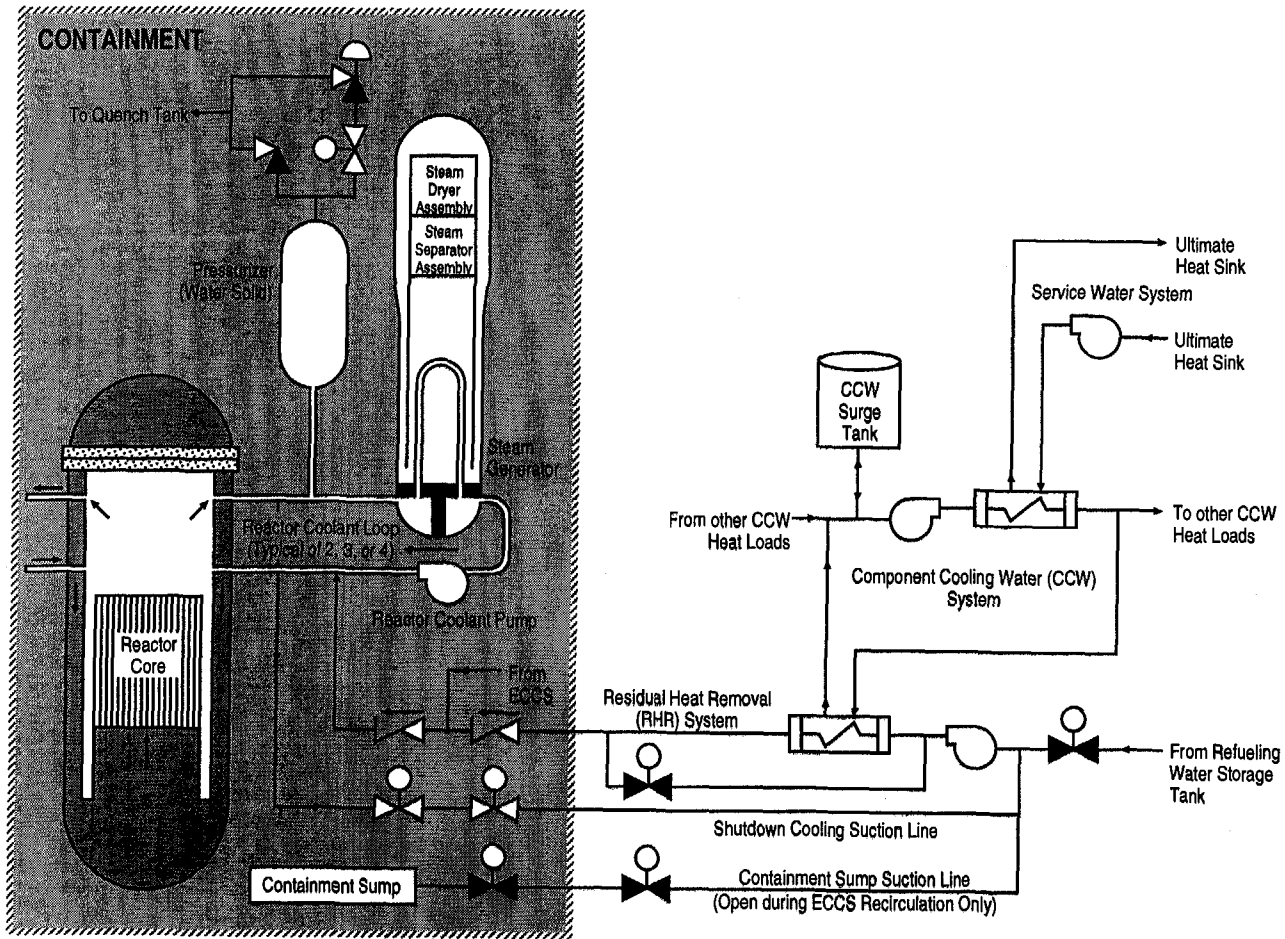 CONTAINMENT
To Quench Tank
Steam
Dryer
Assembly
Steam
Separator
Assembly
Pressurizer
(Water Solid)
Steam
Generator
Reactor Coolant Loop
(Typical of 2, 3, or 4)
Reactor Coolant Pump
Reactor
Core
From
ECCS
Containment Sump
Ultimate
Heat Sink
Service Water System
Ultimate
Heat Sink
CCW
Surge
Tank
From other CCW
Heat Loads
To other CCW
Heat Loads
Component Cooling Water (CCW)
System
Residual Heat Removal
(RHR) System
From Refueling
Water Storage
Tank
Shutdown Cooling Suction Line
Containment Sump Suction Line
(Open during ECCS Recirculation Only)